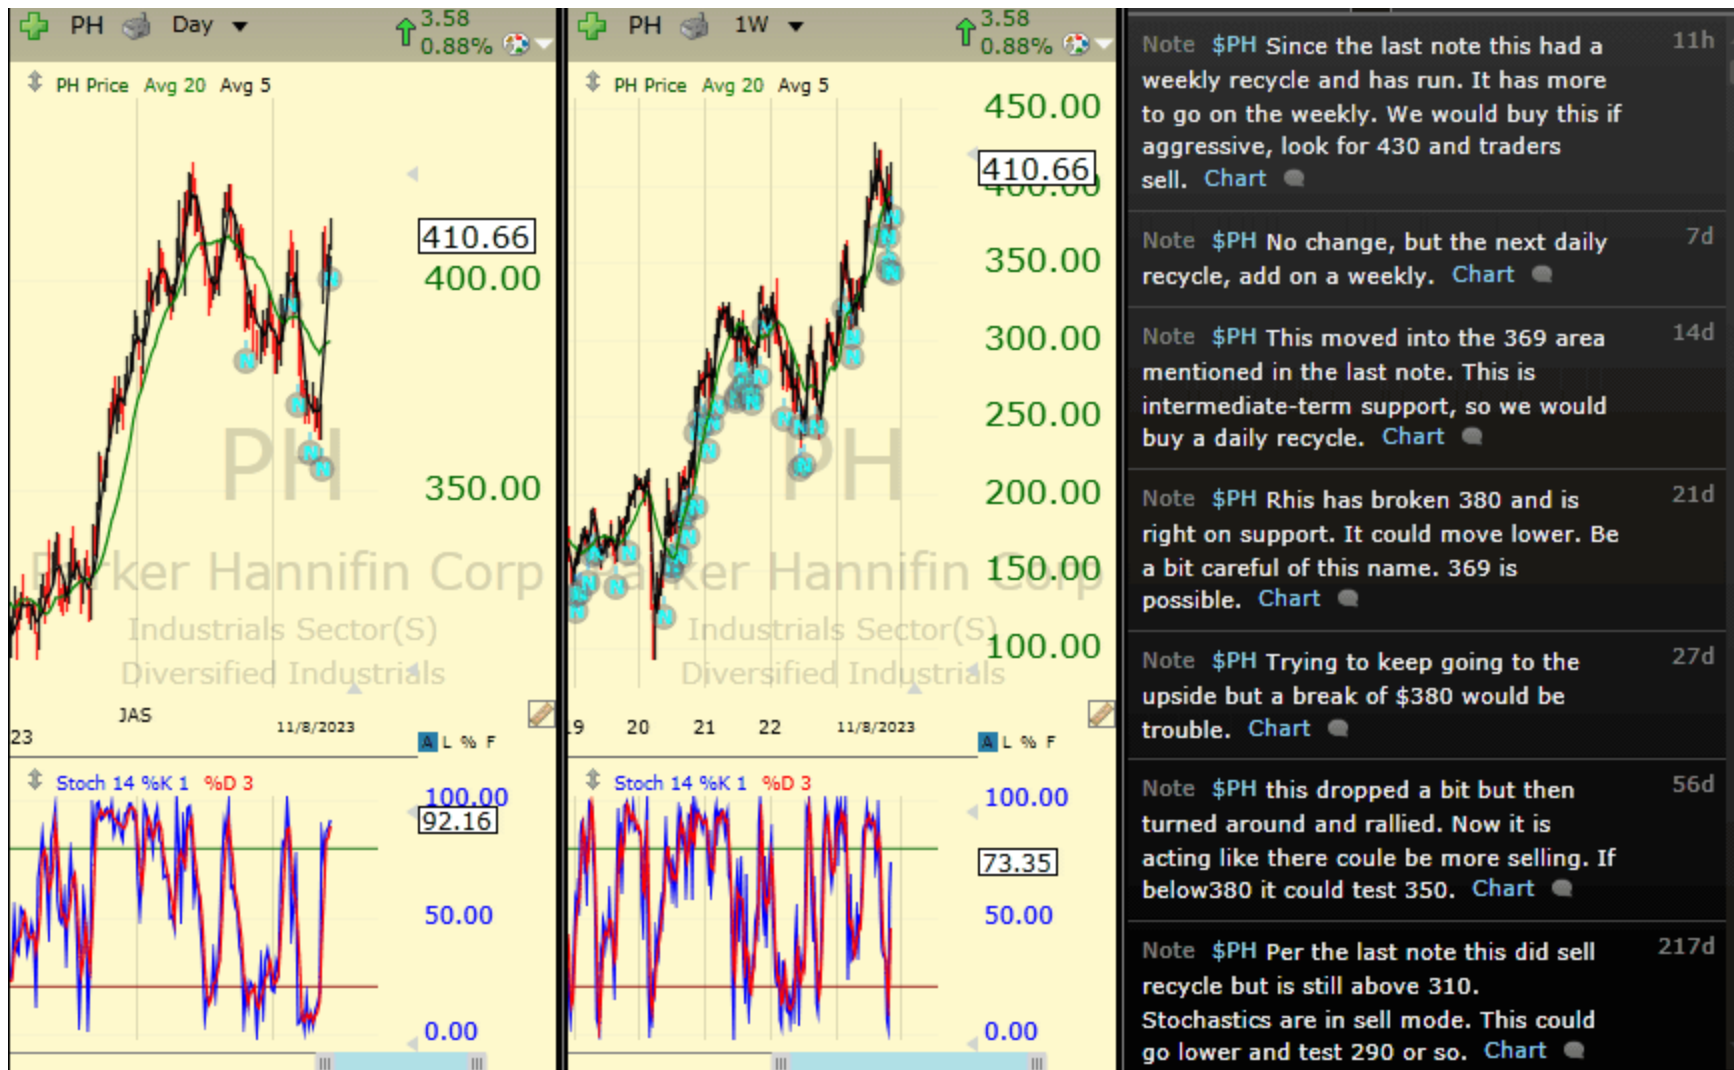 PH Day 3.58
0.88%
PH Price Avg 20 Avg 5
410.66
400.00
350.00
PH
Parker Hannifin Corp
Industrials Sector(S)
Diversified Industrials
JAS
23 11/8/2023
A L % F
Stoch 14 %K 1 %D 3
100.00
92.16
50.00
0.00
PH 1W 3.58
0.88%
PH Price Avg 20 Avg 5
450.00
410.66
400.00
350.00
300.00
250.00
200.00
150.00
100.00
PH
Parker Hannifin Corp
Industrials Sector(S)
Diversified Industrials
19 20 21 22 11/8/2023
A L % F
Stoch 14 %K 1 %D 3
100.00
73.35
50.00
0.00
Note $PH Since the last note this had a 11h
weekly recycle and has run. It has more
to go on the weekly. We would buy this if
aggressive, look for 430 and traders
sell. Chart
Note $PH No change, but the next daily 7d
recycle, add on a weekly. Chart
Note $PH This moved into the 369 area 14d
mentioned in the last note. This is
intermediate-term support, so we would
buy a daily recycle. Chart
Note $PH Rhis has broken 380 and is 21d
right on support. It could move lower. Be
a bit careful of this name. 369 is
possible. Chart
Note $PH Trying to keep going to the 27d
upside but a break of $380 would be
trouble. Chart
Note $PH this dropped a bit but then 56d
turned around and rallied. Now it is
acting like there coule be more selling. If
below380 it could test 350. Chart
Note $PH Per the last note this did sell 217d
recycle but is still above 310.
Stochastics are in sell mode. This could
go lower and test 290 or so. Chart